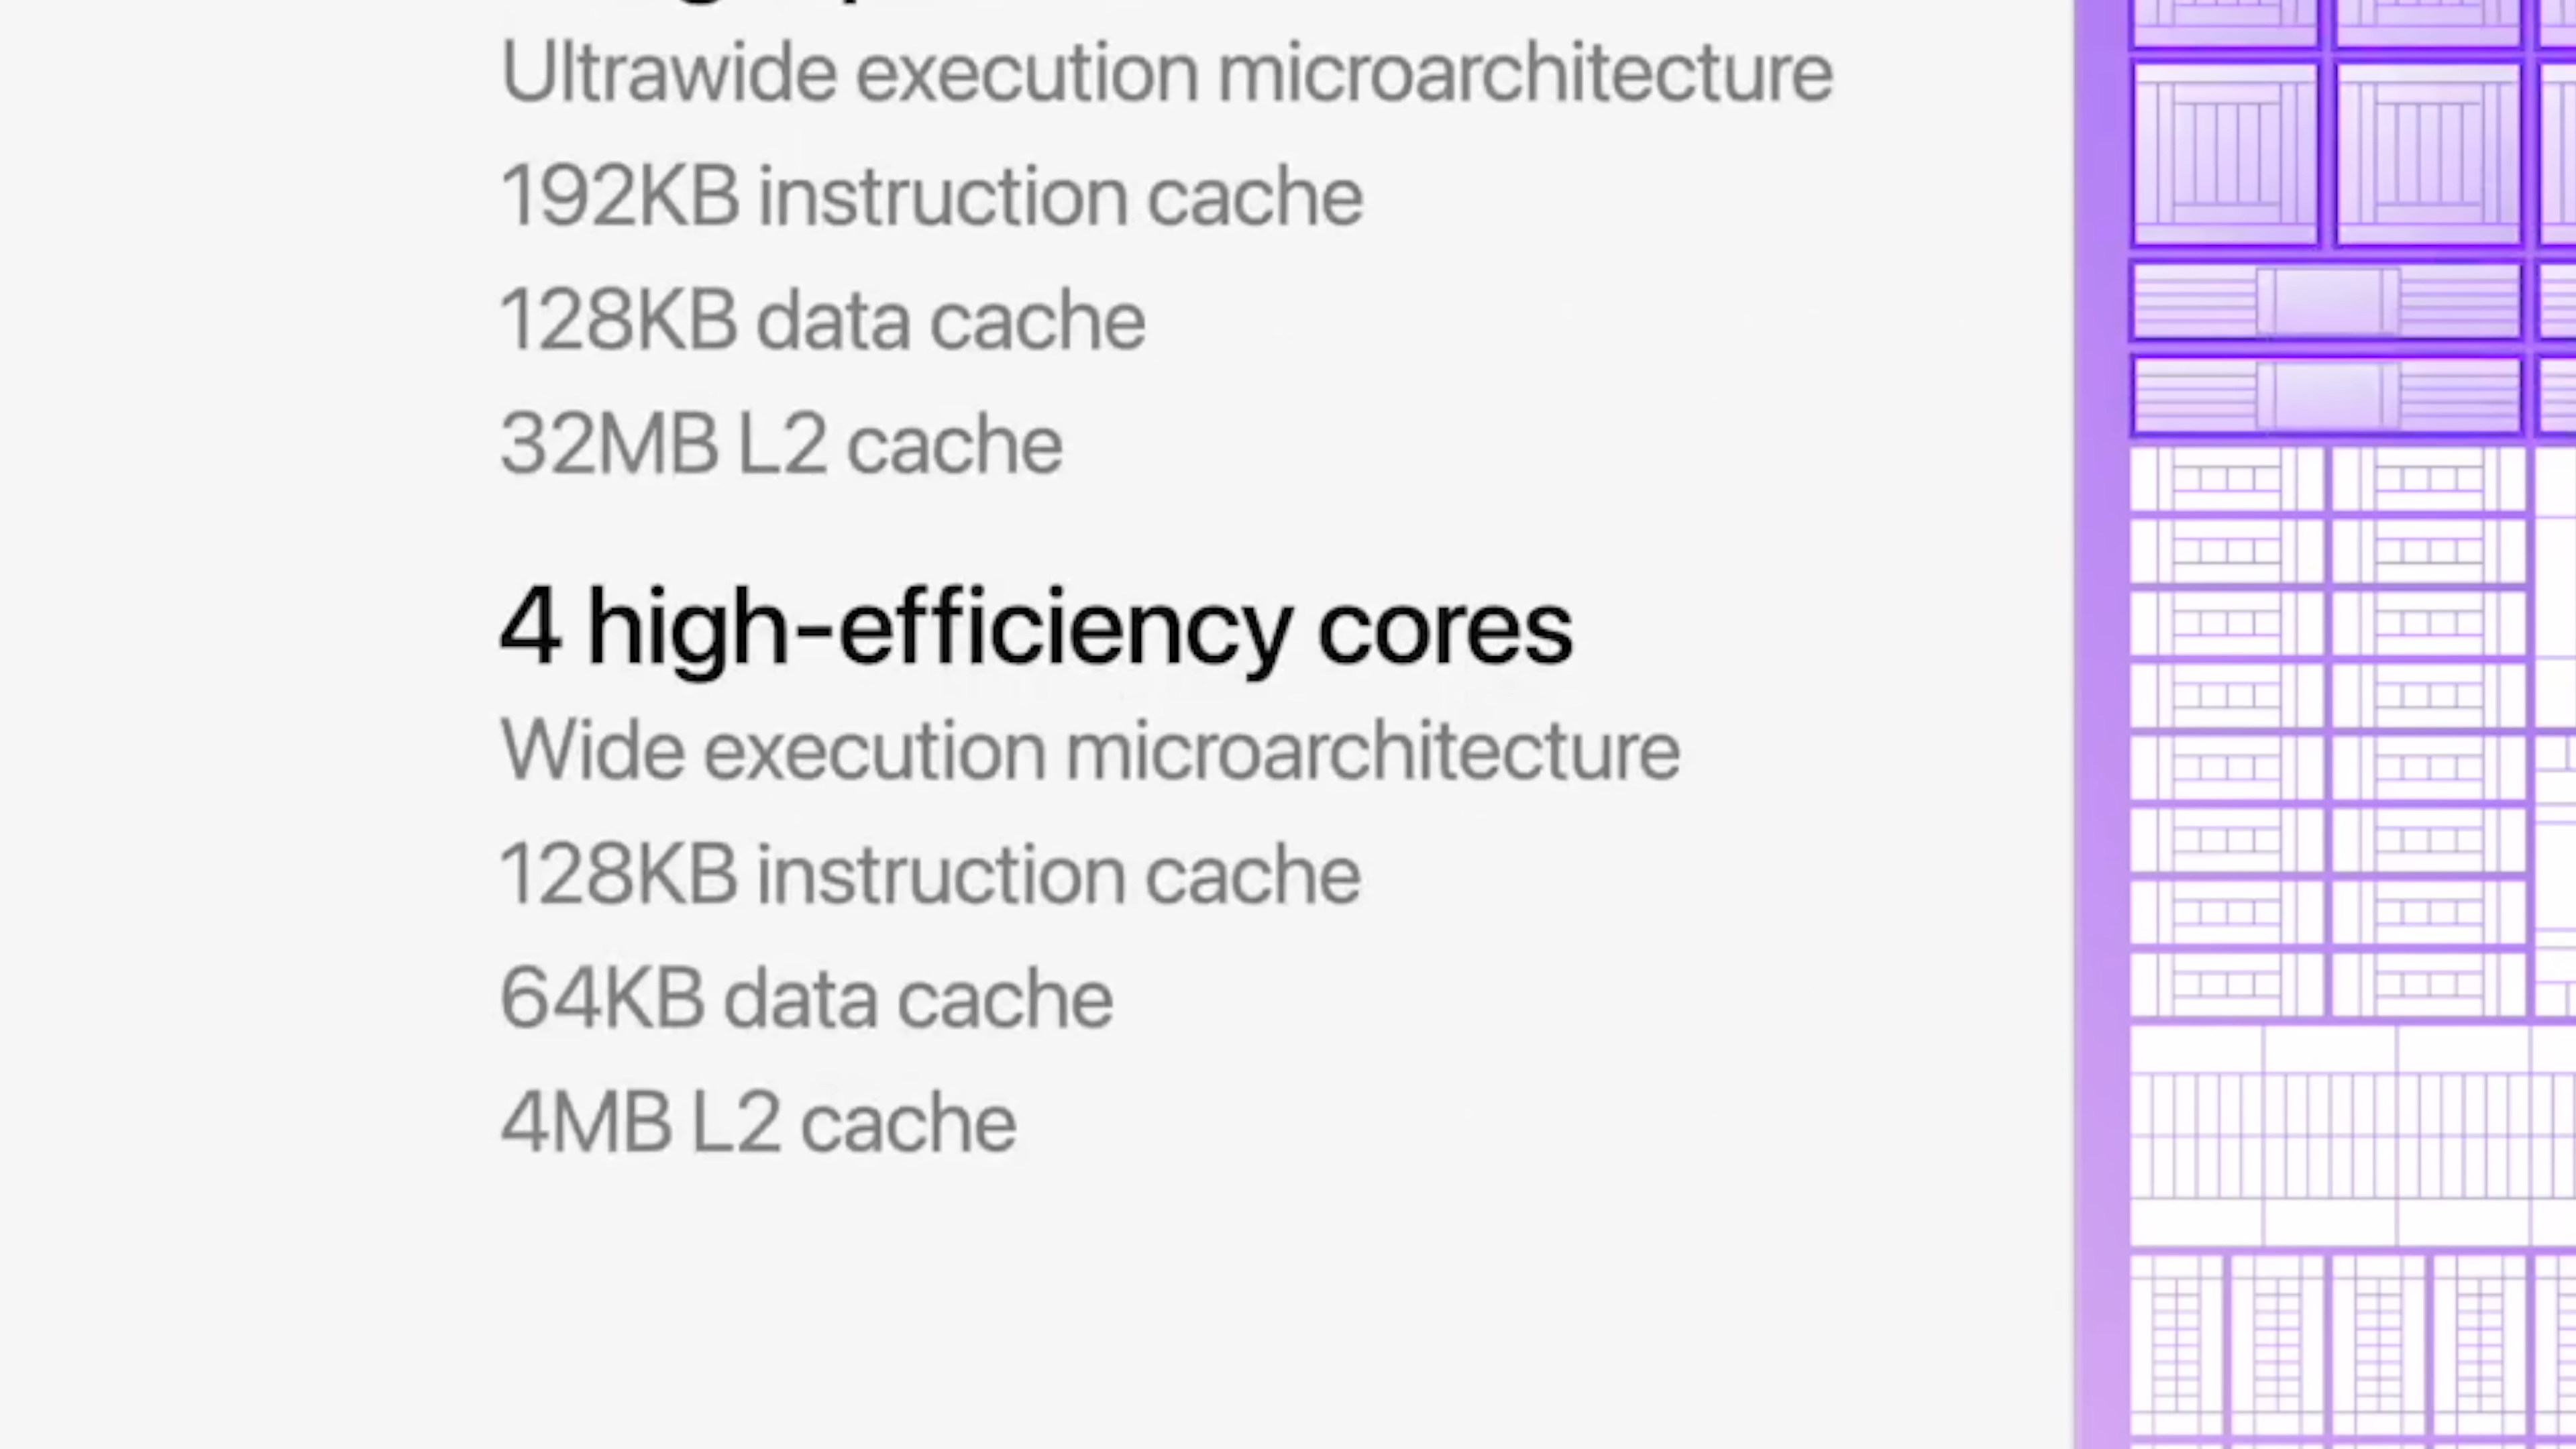 Ultrawide execution microarchitecture
192KB instruction cache
128KB data cache
32MB L2 cache
4 high-efficiency cores
Wide execution microarchitecture
128KB instruction cache
64KB data cache
4MB L2 cache